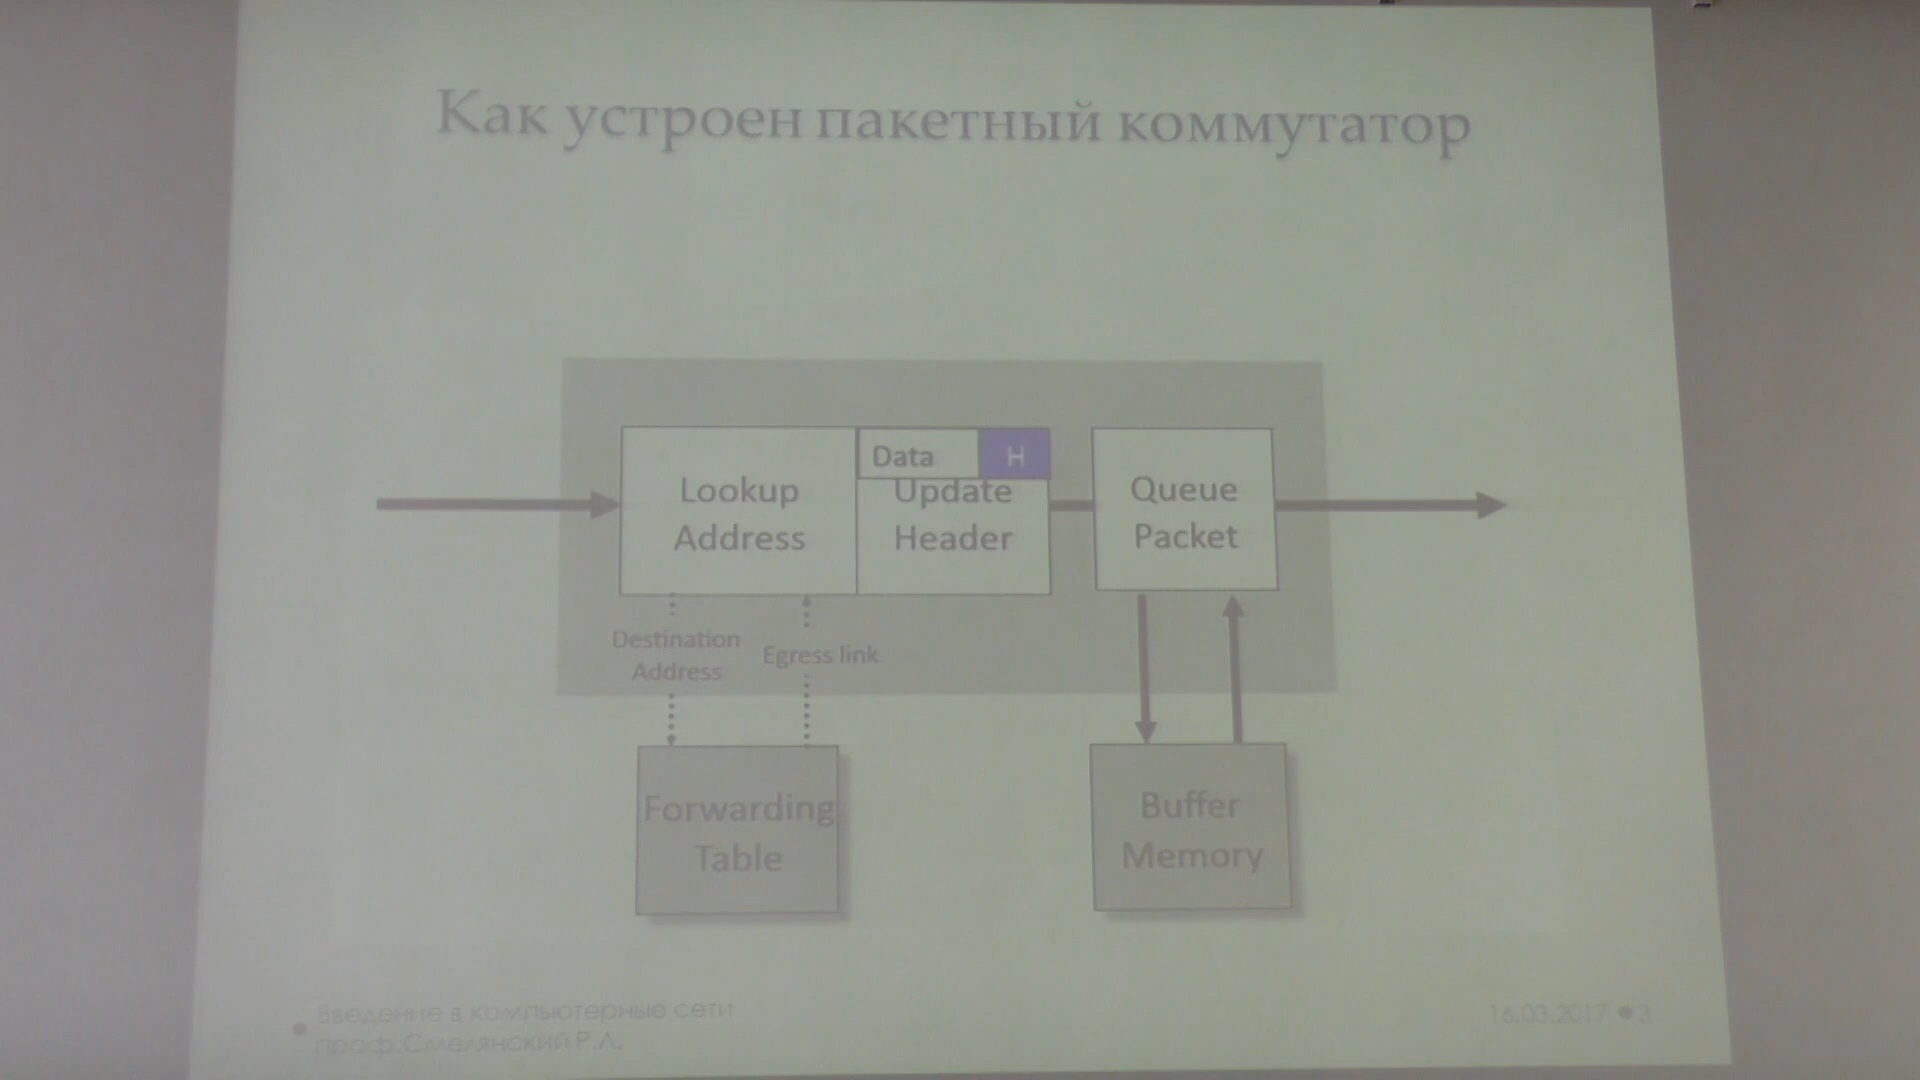 Как устроен пакетный коммутатор
Data H
Lookup
Address
Update
Header
Queue
Packet
Destination
Address
Egress link
Forwarding
Table
Buffer
Memory
Введение в компьютерные сети
проф.Смелянский Р.Л.
16.03.2017 3